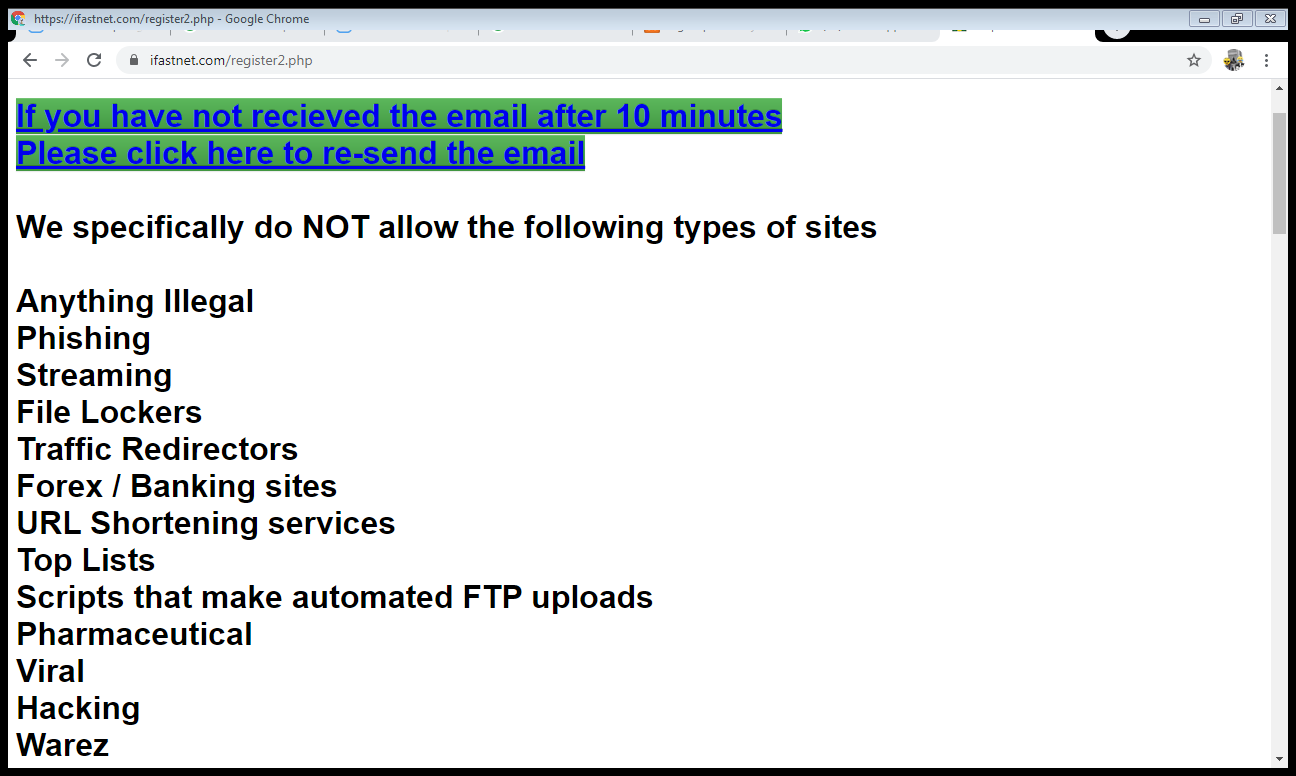 https://ifastnet.com/register2.php - Google Chrome
ifastnet.com/register2.php
If you have not recieved the email after 10 minutes
Please click here to re-send the email
We specifically do NOT allow the following types of sites
Anything Illegal
Phishing
Streaming
File Lockers
Traffic Redirectors
Forex / Banking sites
URL Shortening services
Top Lists
Scripts that make automated FTP uploads
Pharmaceutical
Viral
Hacking
Warez